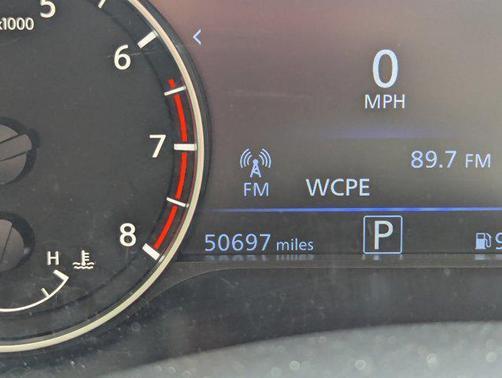 5
x1000
6
7
8
H
<
0
MPH
89.7 FM
FM
WCPE
50697 miles
P